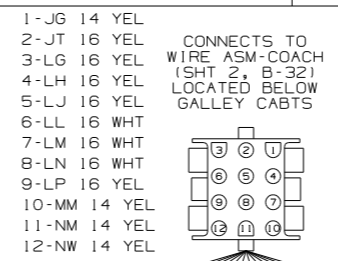 1-JG 14 YEL
2-JT 16 YEL
3-LG 16 YEL
4-LH 16 YEL
5-LJ 16 YEL
6-LL 16 WHT
7-LM 16 WHT
8-LN 16 WHT
9-LP 16 YEL
10-MM 14 YEL
11-NM 14 YEL
12-NW 14 YEL
CONNECTS TO
WIRE ASM-COACH
(SHT 2, B-32)
LOCATED BELOW
GALLEY CABTS
3 2 1
6 5 4
9 8 7
12 11 10